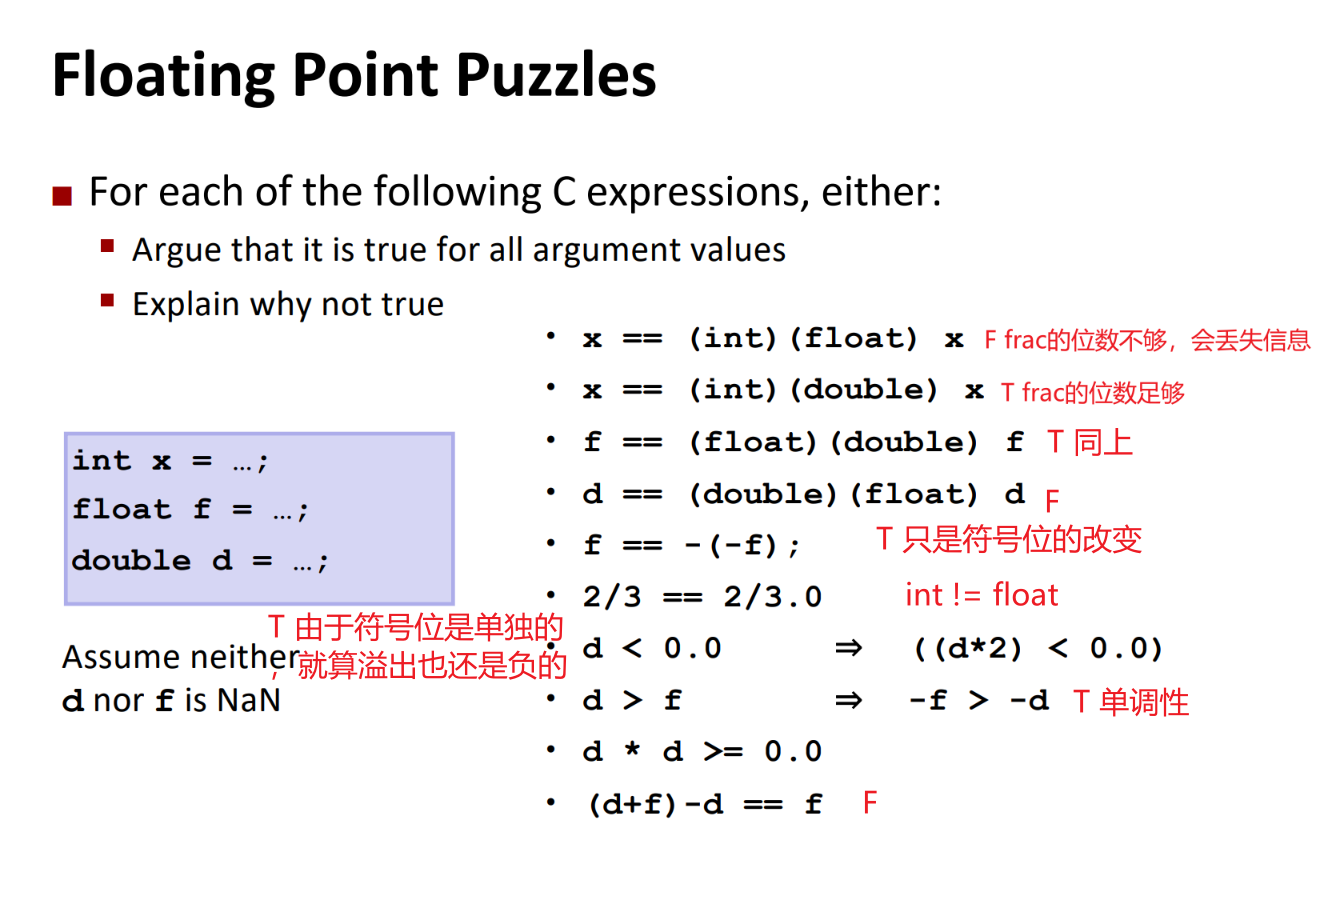 Floating Point Puzzles
For each of the following C expressions, either:
Argue that it is true for all argument values
Explain why not true
• x == (int)(float) x F frac的位数不够，会丢失信息
• x == (int)(double) x T frac的位数足够
• f == (float)(double) f T 同上
• d == (double)(float) d F
• f == -(-f); T 只是符号位的改变
• 2/3 == 2/3.0 int != float
• d < 0.0 ⇒ ((d*2) < 0.0)
T 由于符号位是单独的
，就算溢出也还是负的
• d > f ⇒ -f > -d T 单调性
• d * d >= 0.0
• (d+f)-d == f F
int x = …;
float f = …;
double d = …;
Assume neither
d nor f is NaN